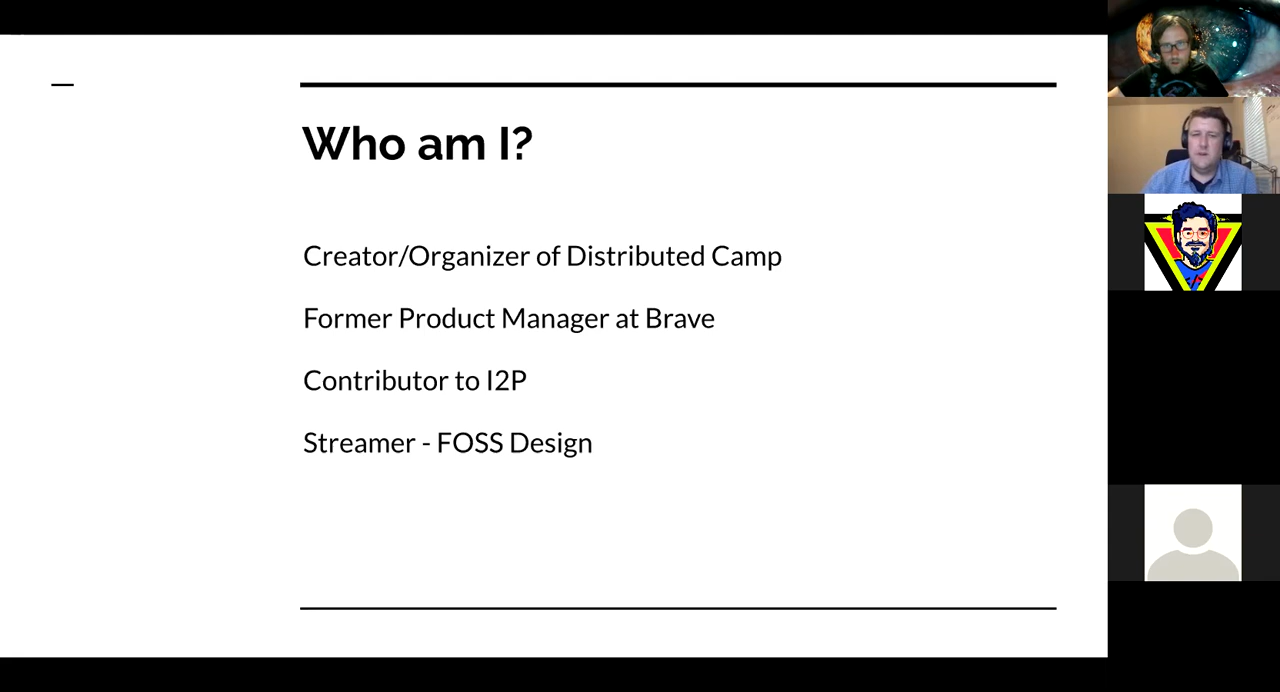 Who am I?
Creator/Organizer of Distributed Camp
Former Product Manager at Brave
Contributor to I2P
Streamer - FOSS Design